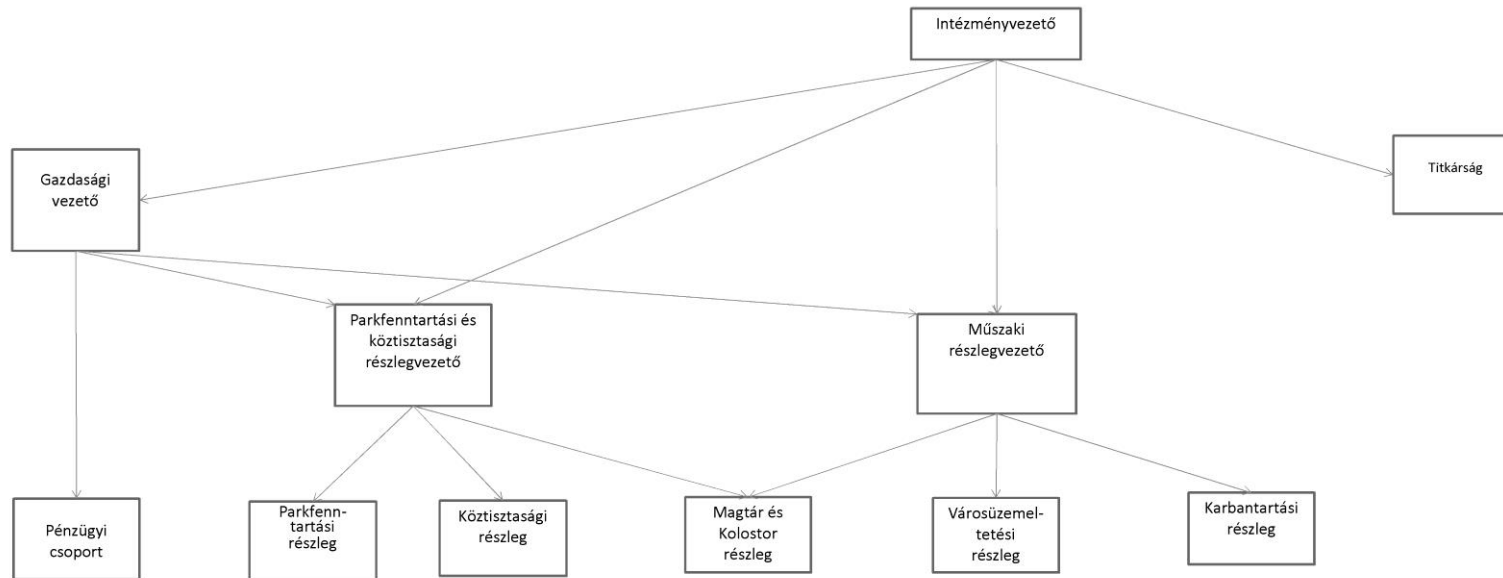 Intézményvezető
Gazdasági
vezető
Titkárság
Parkfenntartási és
köztisztasági
részlegvezető
Műszaki
részlegvezető
Pénzügyi
csoport
Parkfenn-
tartási
részleg
Köztisztasági
részleg
Magtár és
Kolostor
részleg
Városüzemel-
tetési
részleg
Karbantartási
részleg